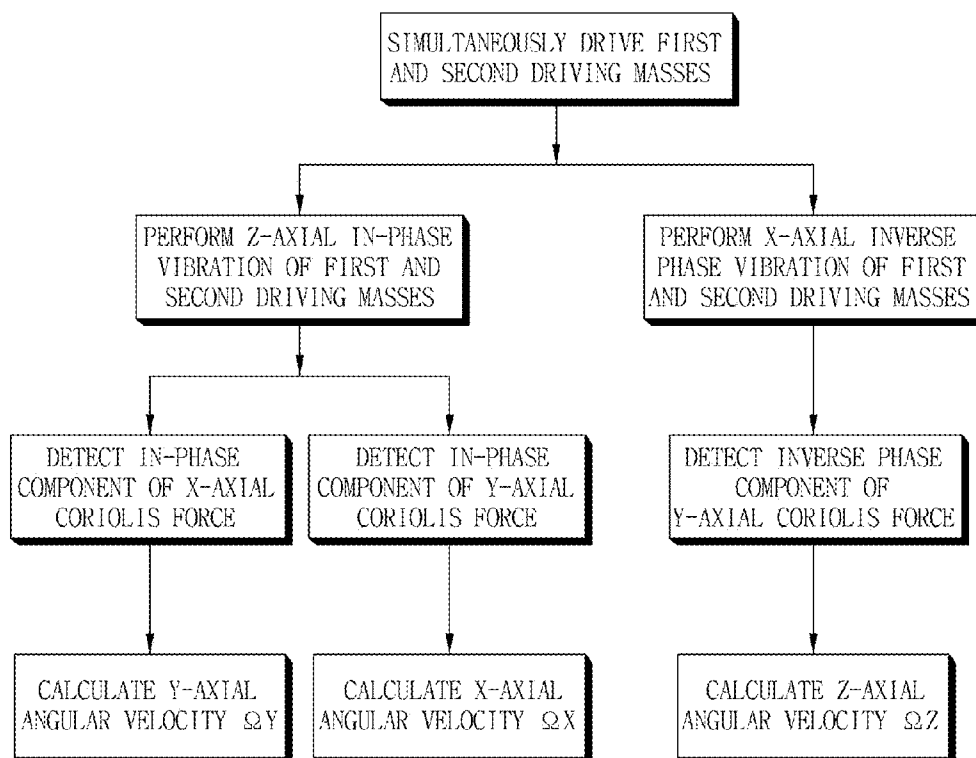 SIMULTANEOUSLY DRIVE FIRST
AND SECOND DRIVING MASSES
PERFORM Z-AXIAL IN-PHASE
VIBRATION OF FIRST AND
SECOND DRIVING MASSES
PERFORM X-AXIAL INVERSE
PHASE VIBRATION OF FIRST
AND SECOND DRIVING MASSES
DETECT IN-PHASE
COMPONENT OF X-AXIAL
CORIOLIS FORCE
DETECT IN-PHASE
COMPONENT OF Y-AXIAL
CORIOLIS FORCE
DETECT INVERSE PHASE
COMPONENT OF
Y-AXIAL CORIOLIS FORCE
CALCULATE Y-AXIAL
ANGULAR VELOCITY ΩY
CALCULATE X-AXIAL
ANGULAR VELOCITY ΩX
CALCULATE Z-AXIAL
ANGULAR VELOCITY ΩZ